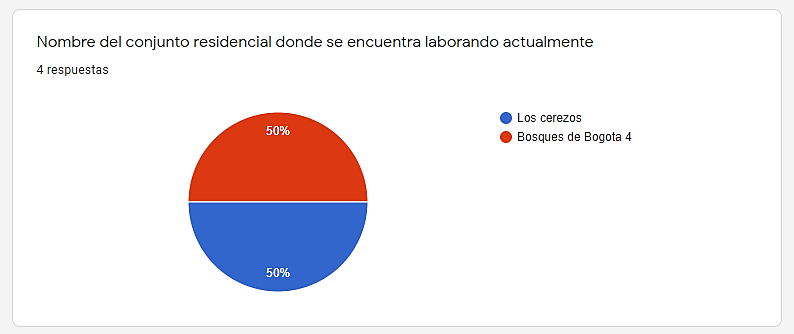 Nombre del conjunto residencial donde se encuentra laborando actualmente
4 respuestas
50%
50%
Los cerezos
Bosques de Bogota 4